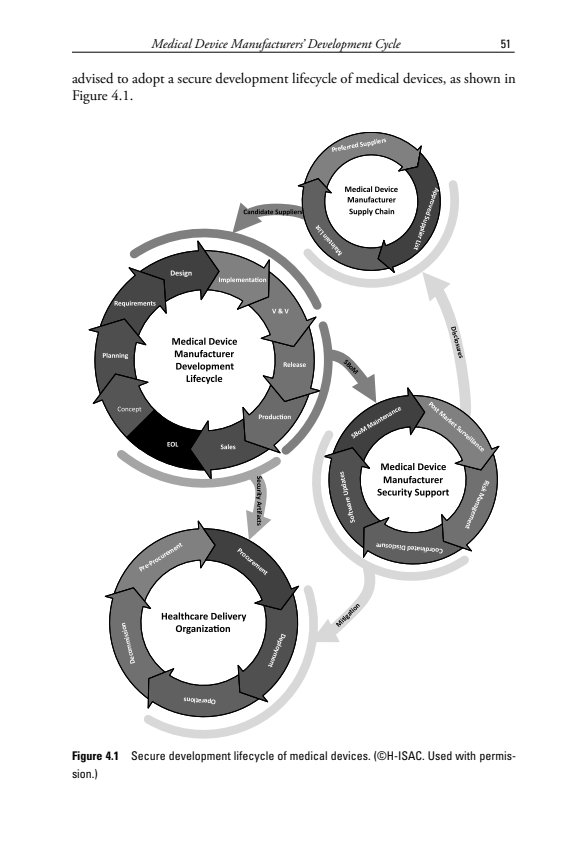 Medical Device Manufacturers’ Development Cycle 51
advised to adopt a secure development lifecycle of medical devices, as shown in
Figure 4.1.
Preferred Suppliers
Approved Supplier List
Maintain List
Medical Device
Manufacturer
Supply Chain
Candidate Suppliers
Design
Implementation
V & V
Release
Production
Sales
EOL
Concept
Planning
Requirements
Medical Device
Manufacturer
Development
Lifecycle
SBoM
Disclosures
SBoM Maintenance
Post Market Surveillance
Risk Management
Coordinated Disclosure
Software Updates
Medical Device
Manufacturer
Security Support
Security Artifacts
Mitigation
Pre-Procurement
Procurement
Deployment
Operations
Decommission
Healthcare Delivery
Organization
Figure 4.1 Secure development lifecycle of medical devices. (©H-ISAC. Used with permis-
sion.)